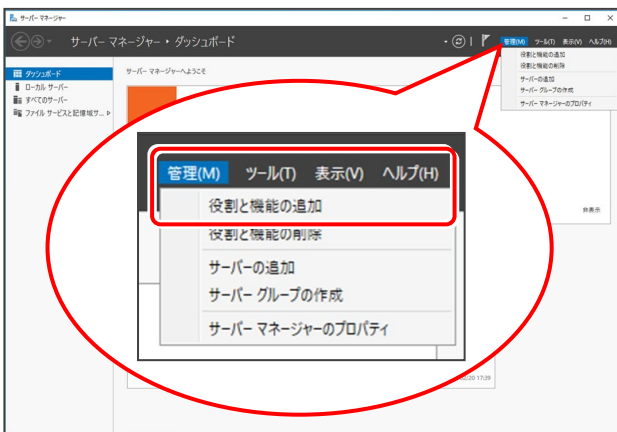 サーバー マネージャー
サーバー マネージャー・ダッシュボード
管理(M) ツール(T) 表示(V) ヘルプ(H)
役割と機能の追加
役割と機能の削除
サーバーの追加
サーバー グループの作成
サーバー マネージャーのプロパティ
ダッシュボード
ローカル サーバー
すべてのサーバー
ファイル サービスと記憶域サ...
サーバー マネージャーへようこそ
管理(M) ツール(T) 表示(V) ヘルプ(H)
役割と機能の追加
役割と機能の削除
サーバーの追加
サーバー グループの作成
サーバー マネージャーのプロパティ
非表示
17:39